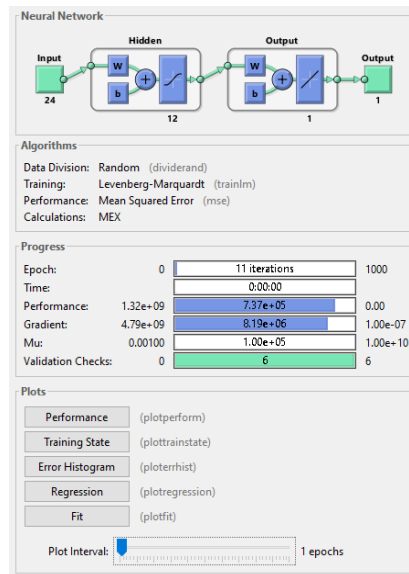 Neural Network
Hidden Output
Input Output
W W
b b
24 1
12 1
Algorithms
Data Division: Random (dividerand)
Training: Levenberg-Marquardt (trainlm)
Performance: Mean Squared Error (mse)
Calculations: MEX
Progress
Epoch: 0 11 iterations 1000
Time: 0:00:00
Performance: 1.32e+09 7.37e+05 0.00
Gradient: 4.79e+09 8.19e+06 1.00e-07
Mu: 0.00100 1.00e+05 1.00e+10
Validation Checks: 0 6 6
Plots
Performance (plotperform)
Training State (plottrainstate)
Error Histogram (ploterrhist)
Regression (plotregression)
Fit (plotfit)
Plot Interval: 1 epochs